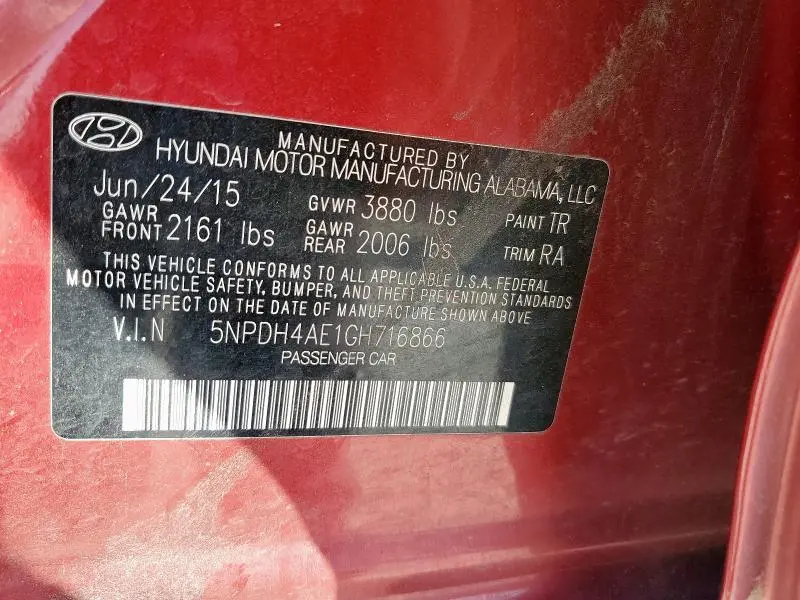 MANUFACTURED BY
HYUNDAI MOTOR MANUFACTURING ALABAMA, LLC
Jun/24/15 GVWR 3880 lbs PAINT TR
GAWR FRONT 2161 lbs GAWR REAR 2006 lbs TRIM RA
THIS VEHICLE CONFORMS TO ALL APPLICABLE U.S.A. FEDERAL
MOTOR VEHICLE SAFETY, BUMPER, AND THEFT PREVENTION STANDARDS
IN EFFECT ON THE DATE OF MANUFACTURE SHOWN ABOVE
V.I.N 5NPDH4AE1GH716866
PASSENGER CAR